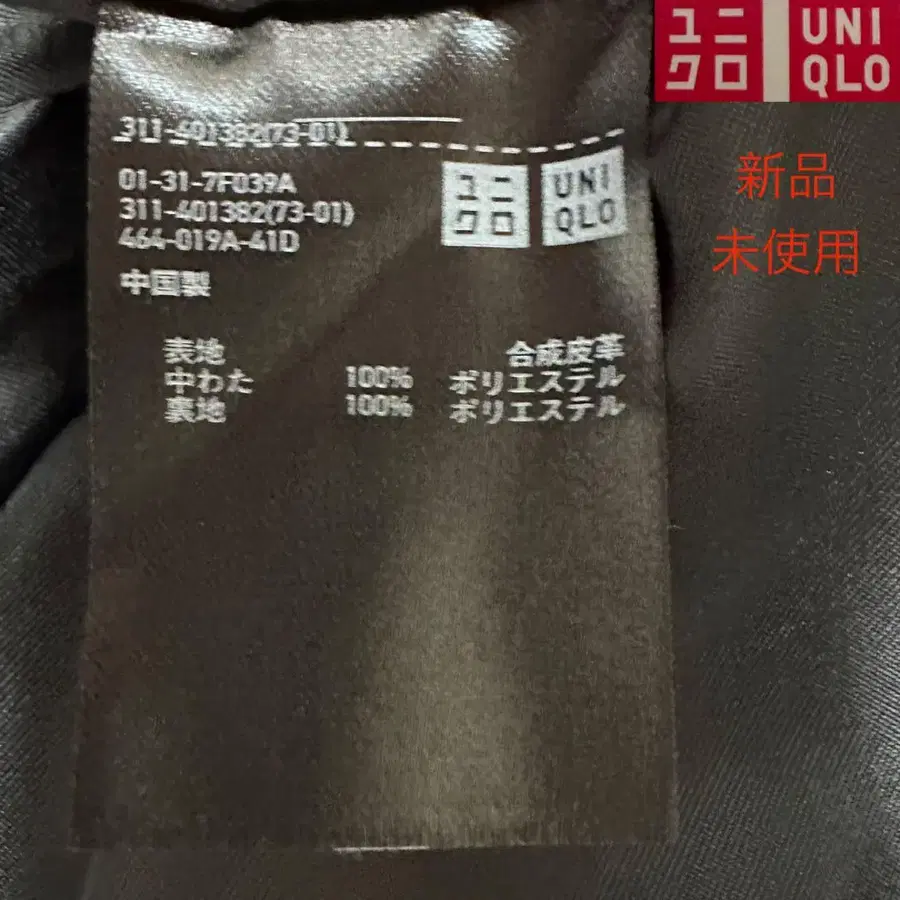 ユニ UNI
クロ QLO
新品
未使用
311-401382(73-01)
01-31-7F039A
311-401382(73-01)
464-019A-41D
ユニ UNI
クロ QLO
中国製
表地 合成皮革
中わた 100% ポリエステル
裏地 100% ポリエステル